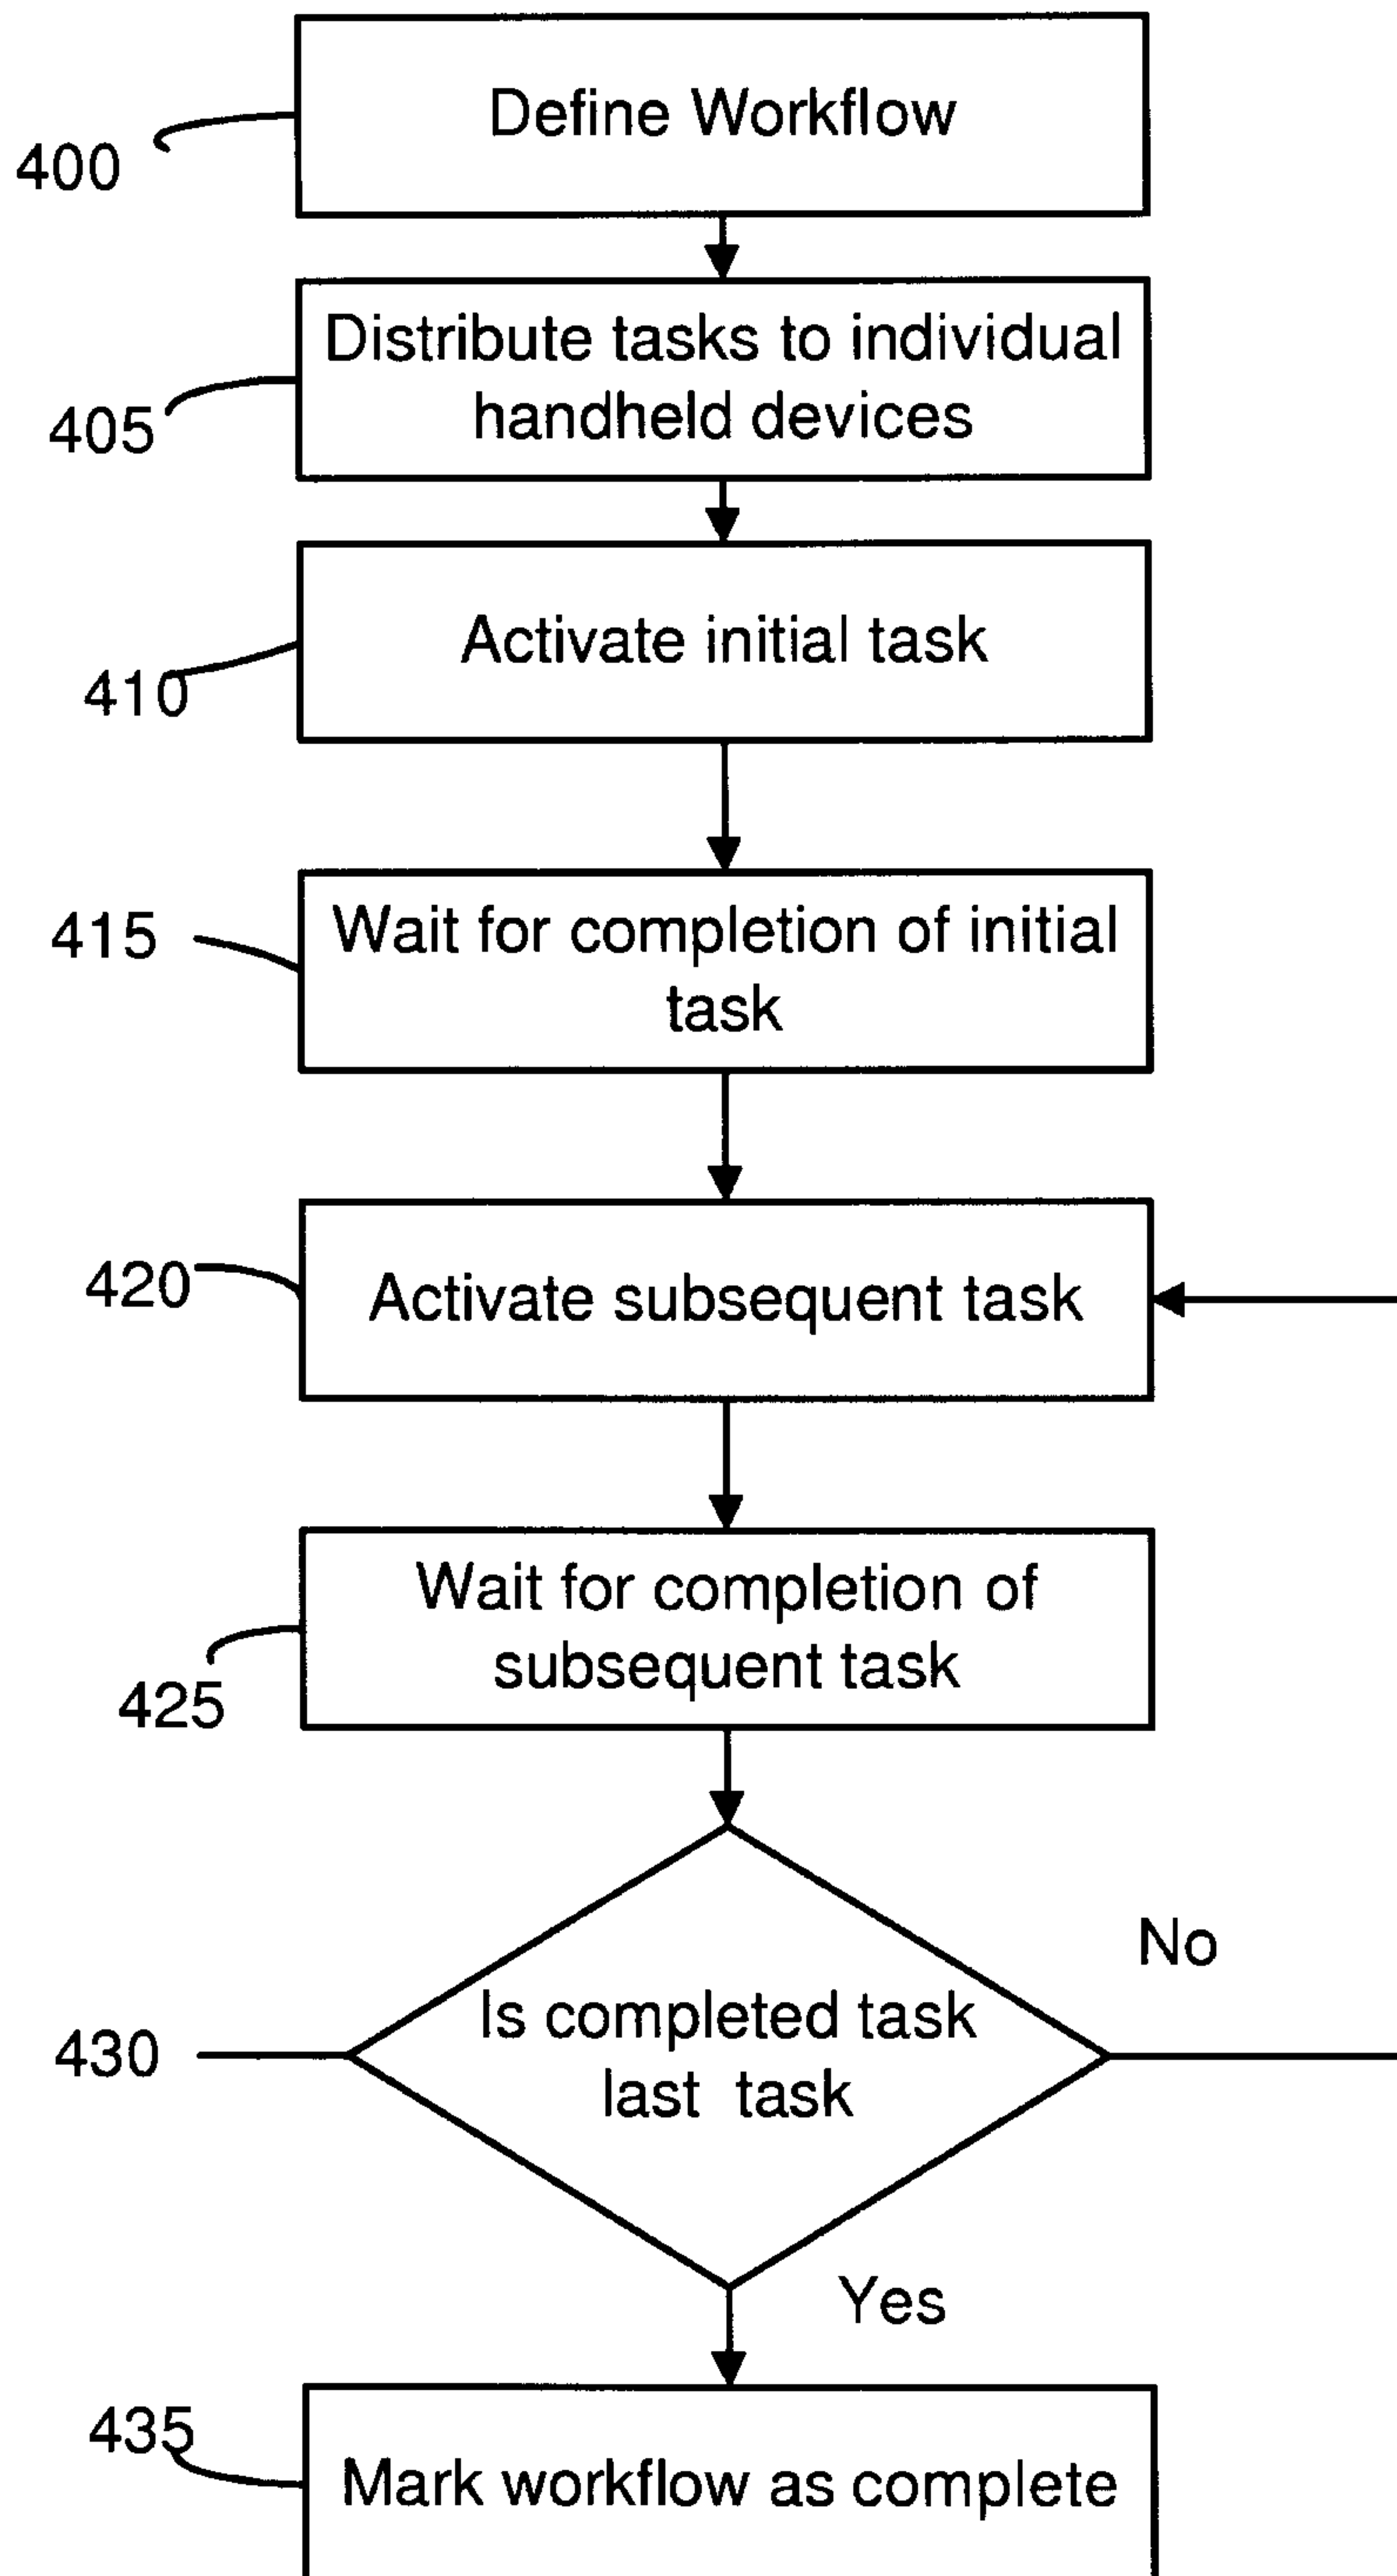 Define Workflow
400
Distribute tasks to individual
handheld devices
405
Activate initial task
410
Wait for completion of initial
task
415
Activate subsequent task
420
Wait for completion of
subsequent task
425
No
Is completed task
last task
430
Yes
435
Mark workflow as complete